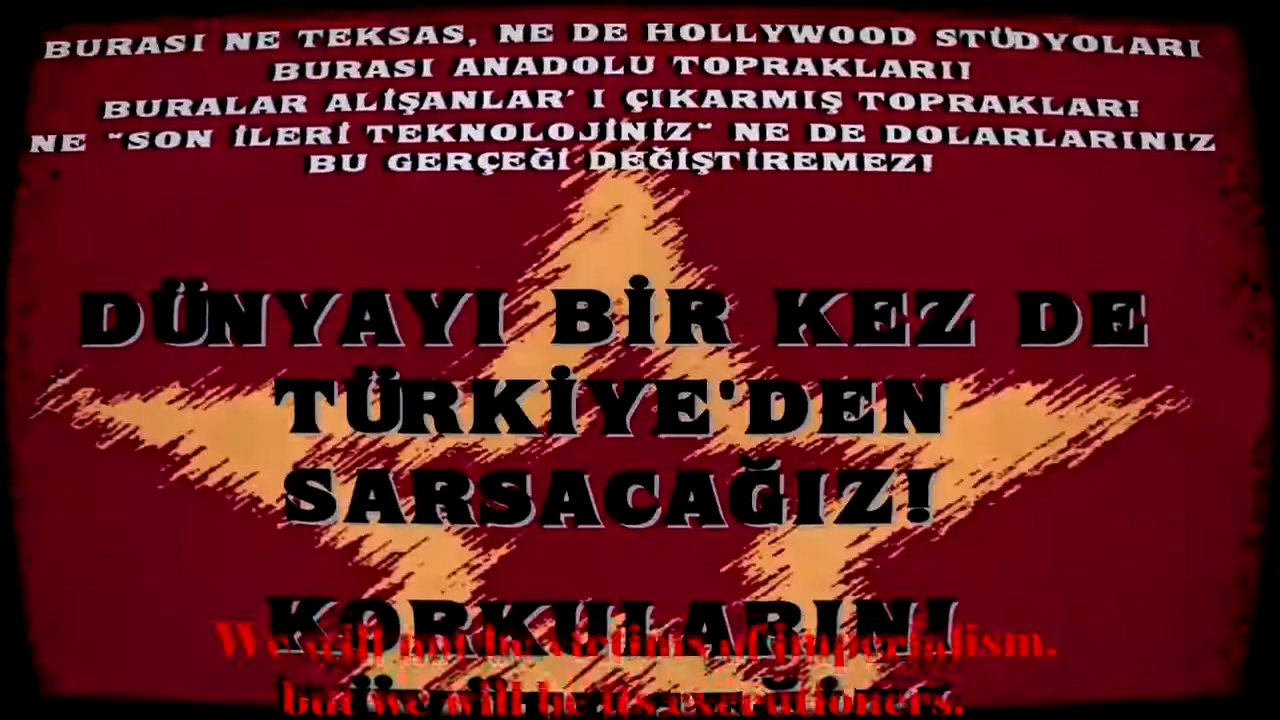 BURASI NE TEKSAS, NE DE HOLLYWOOD STÜDYOLARI
BURASI ANADOLU TOPRAKLARI!
BURALAR ALİŞANLAR' I ÇIKARMIŞ TOPRAKLAR!
NE "SON İLERİ TEKNOLOJİNİZ" NE DE DOLARLARINIZ
BU GERÇEĞİ DEĞİŞTİREMEZ!
DÜNYAYI BİR KEZ DE
TÜRKİYE'DEN
SARSACAĞIZ!
KORKULARINI
We will not be victims of imperialism.
but we will be its executioners.